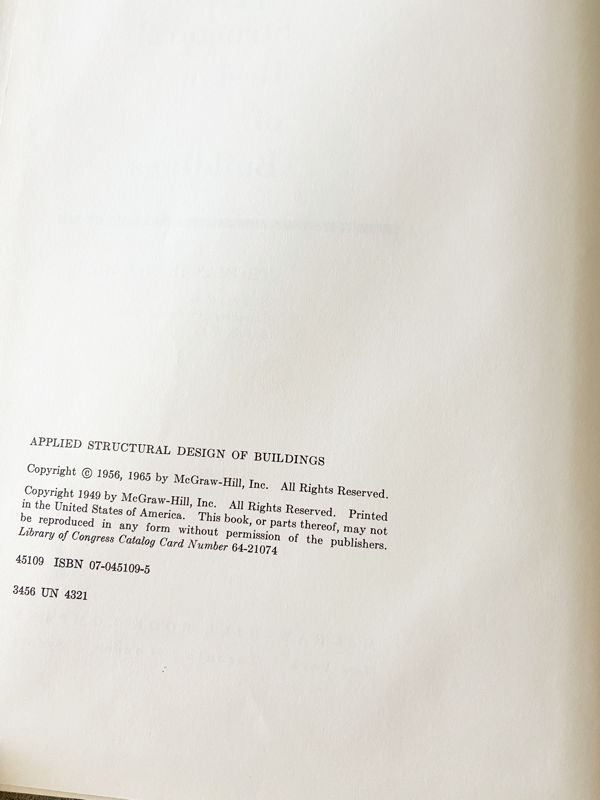 APPLIED STRUCTURAL DESIGN OF BUILDINGS
Copyright © 1956, 1965 by McGraw-Hill, Inc. All Rights Reserved.
Copyright 1949 by McGraw-Hill, Inc. All Rights Reserved. Printed
in the United States of America. This book, or parts thereof, may not
be reproduced in any form without permission of the publishers.
Library of Congress Catalog Card Number 64-21074
45109 ISBN 07-045109-5
3456 UN 4321